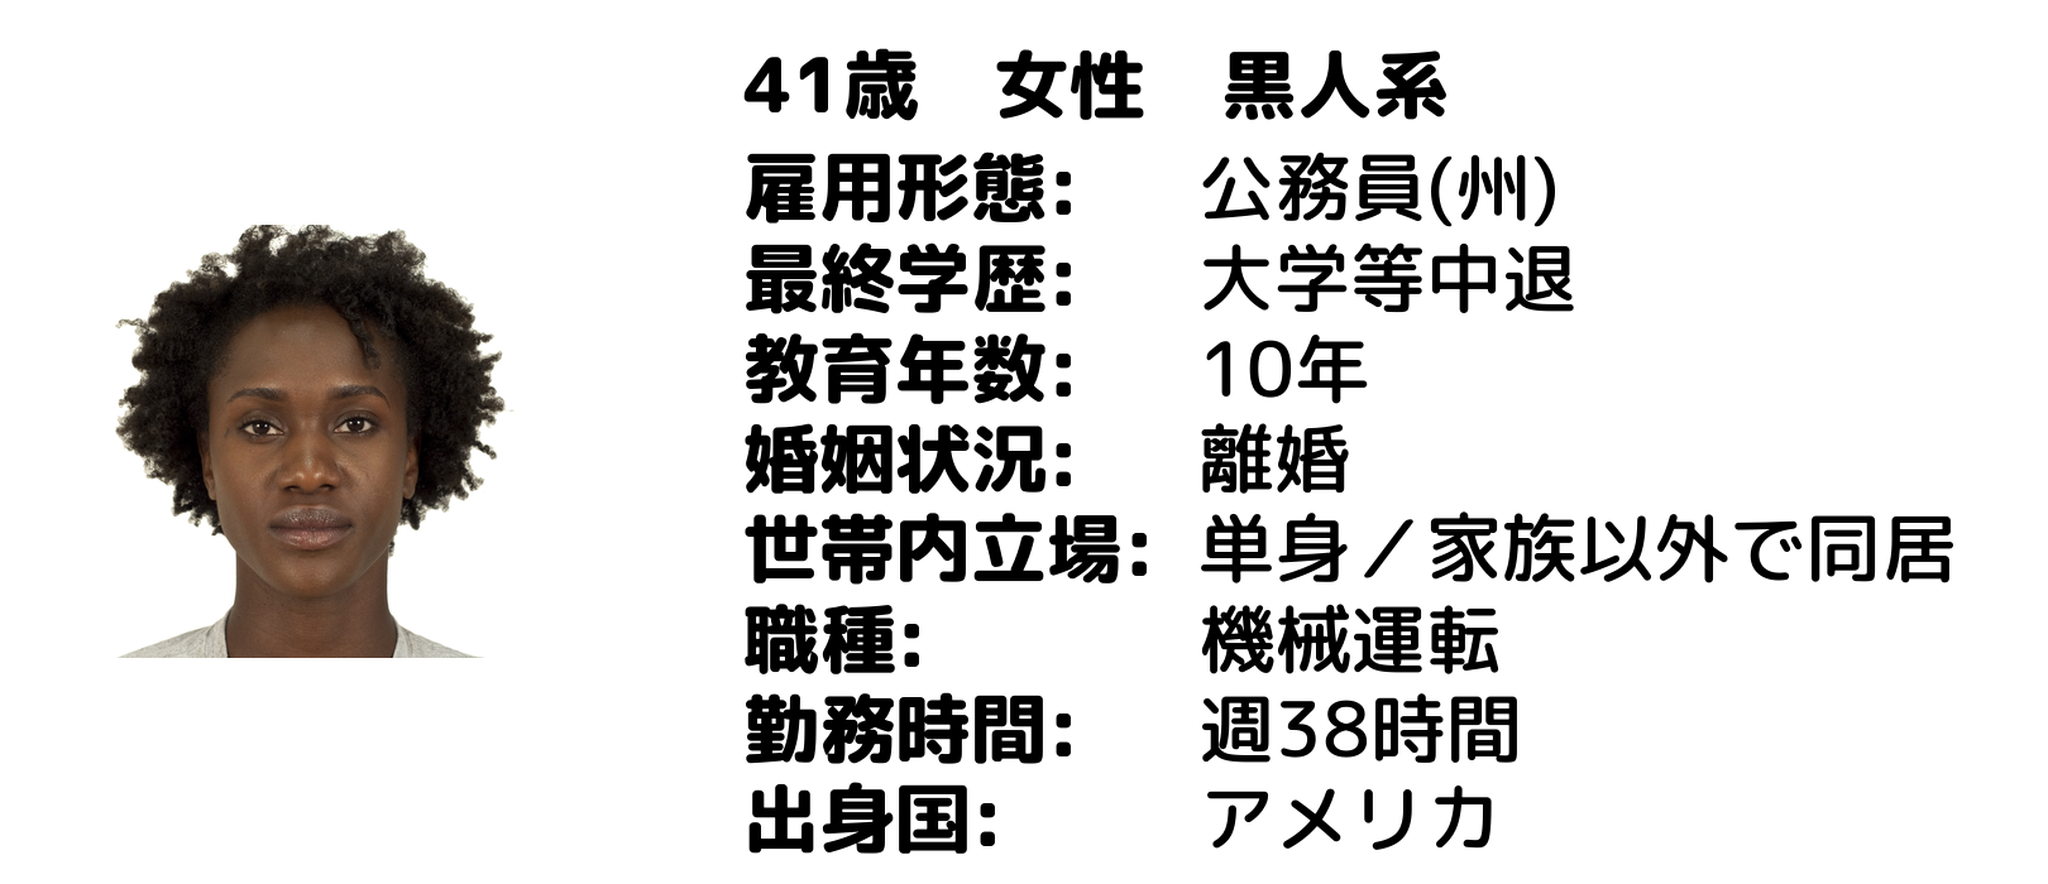 41歳　女性　黒人系
雇用形態:　公務員(州)
最終学歴:　大学等中退
教育年数:　10年
婚姻状況:　離婚
世帯内立場:　単身／家族以外で同居
職種:　機械運転
勤務時間:　週38時間
出身国:　アメリカ